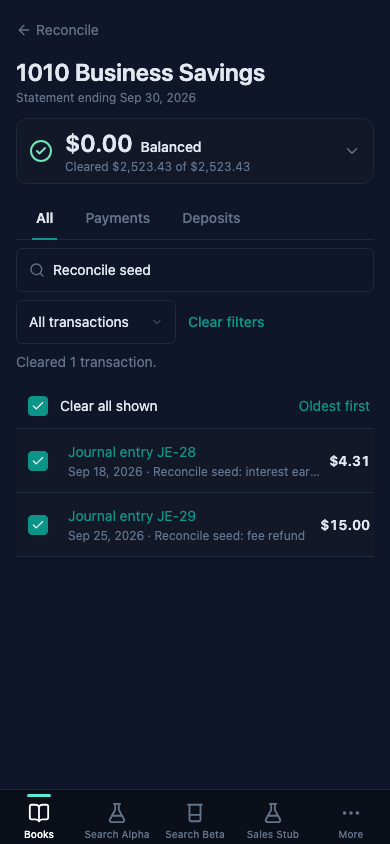 Reconcile
1010 Business Savings
Statement ending Sep 30, 2026
$0.00 Balanced
Cleared $2,523.43 of $2,523.43
All Payments Deposits
Reconcile seed
All transactions Clear filters
Cleared 1 transaction.
Clear all shown Oldest first
Journal entry JE-28
Sep 18, 2026 · Reconcile seed: interest ear... $4.31
Journal entry JE-29
Sep 25, 2026 · Reconcile seed: fee refund $15.00
Books Search Alpha Search Beta Sales Stub More